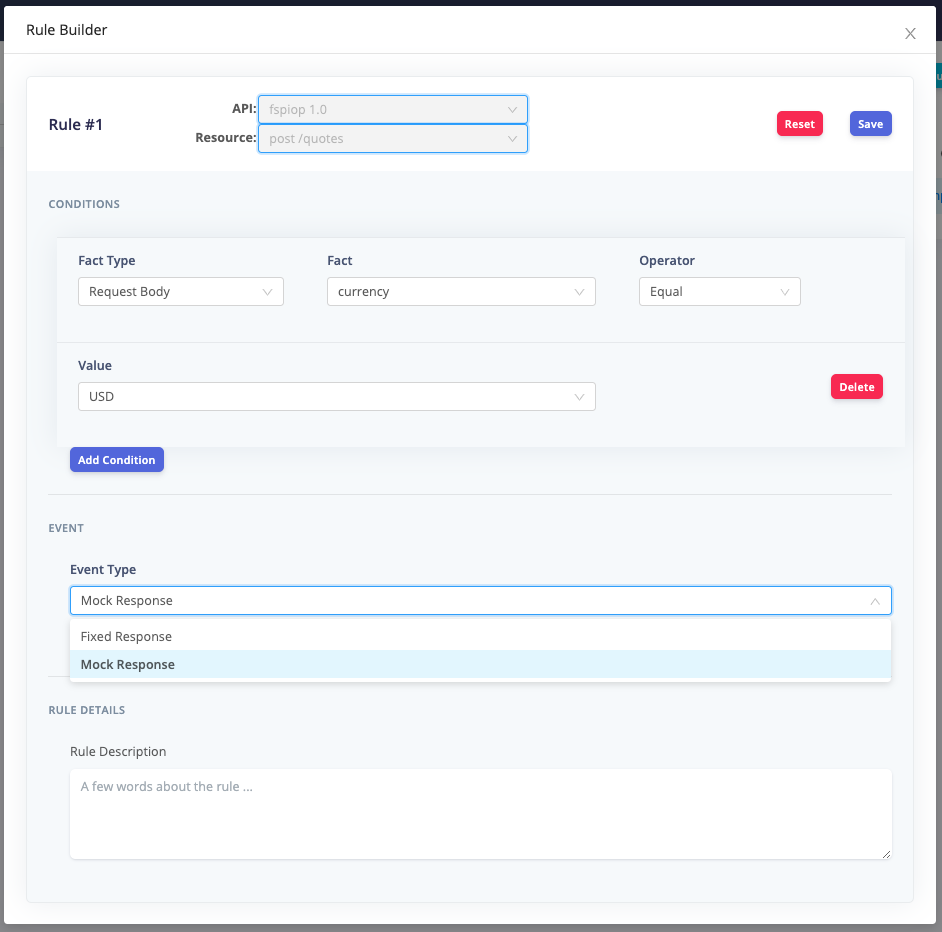 Rule Builder
Rule #1
API:
fspiop 1.0
Resource:
post /quotes
Reset
Save
CONDITIONS
Fact Type
Fact
Operator
Request Body
currency
Equal
Value
USD
Delete
Add Condition
EVENT
Event Type
Mock Response
Fixed Response
Mock Response
RULE DETAILS
Rule Description
A few words about the rule ...